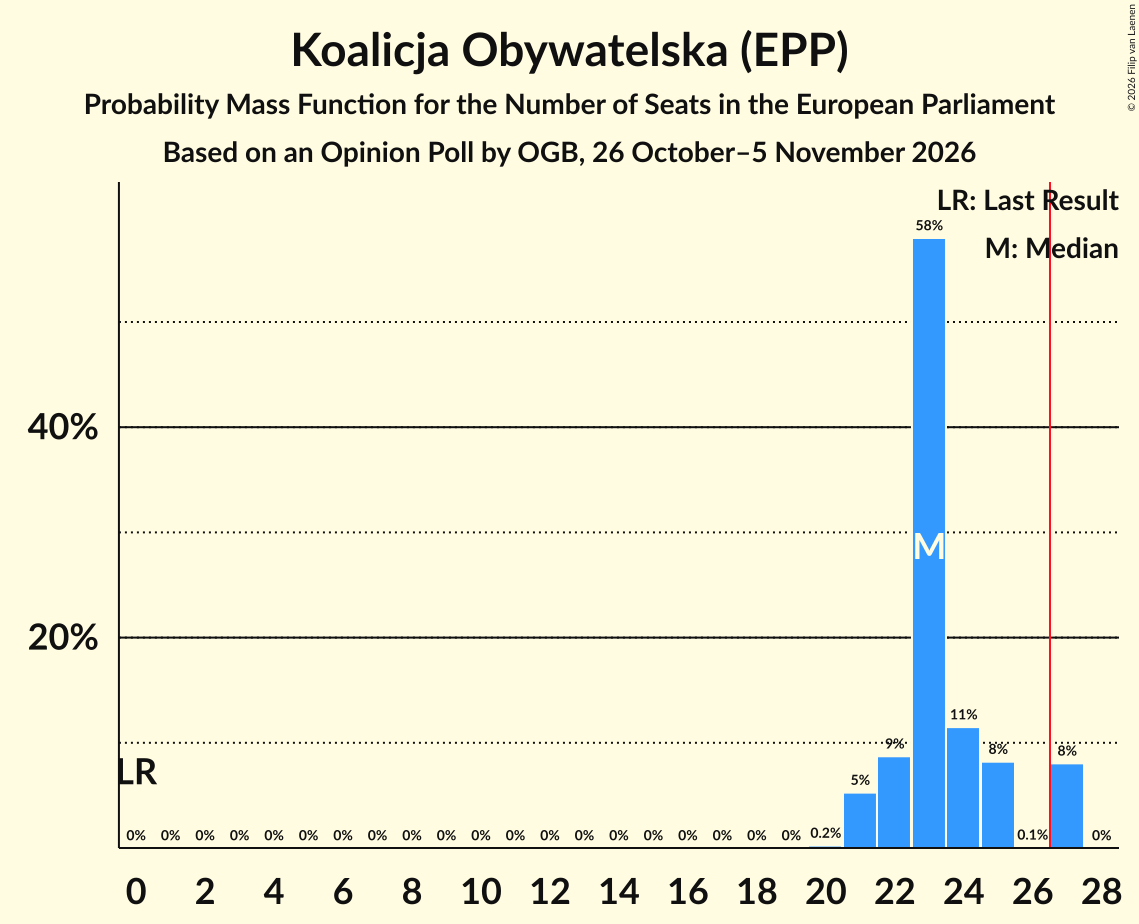 Koalicja Obywatelska (EPP)
Probability Mass Function for the Number of Seats in the European Parliament
Based on an Opinion Poll by OGB, 26 October–5 November 2026
© 2026 Filip van Laenen
LR: Last Result
M: Median
58%
40%
M
20%
11%
9%
8%
8%
5%
LR
0% 0% 0% 0% 0% 0% 0% 0% 0% 0% 0% 0% 0% 0% 0% 0% 0% 0% 0% 0% 0.2% 0.1% 0%
0 2 4 6 8 10 12 14 16 18 20 22 24 26 28